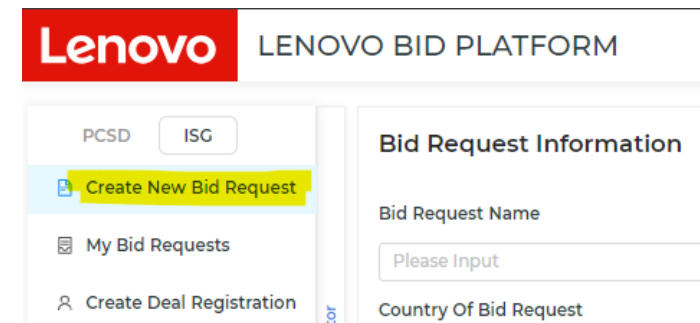 Lenovo LENOVO BID PLATFORM
PCSD ISG
Create New Bid Request
My Bid Requests
Create Deal Registration
Bid Request Information
Bid Request Name
Please Input
Country Of Bid Request